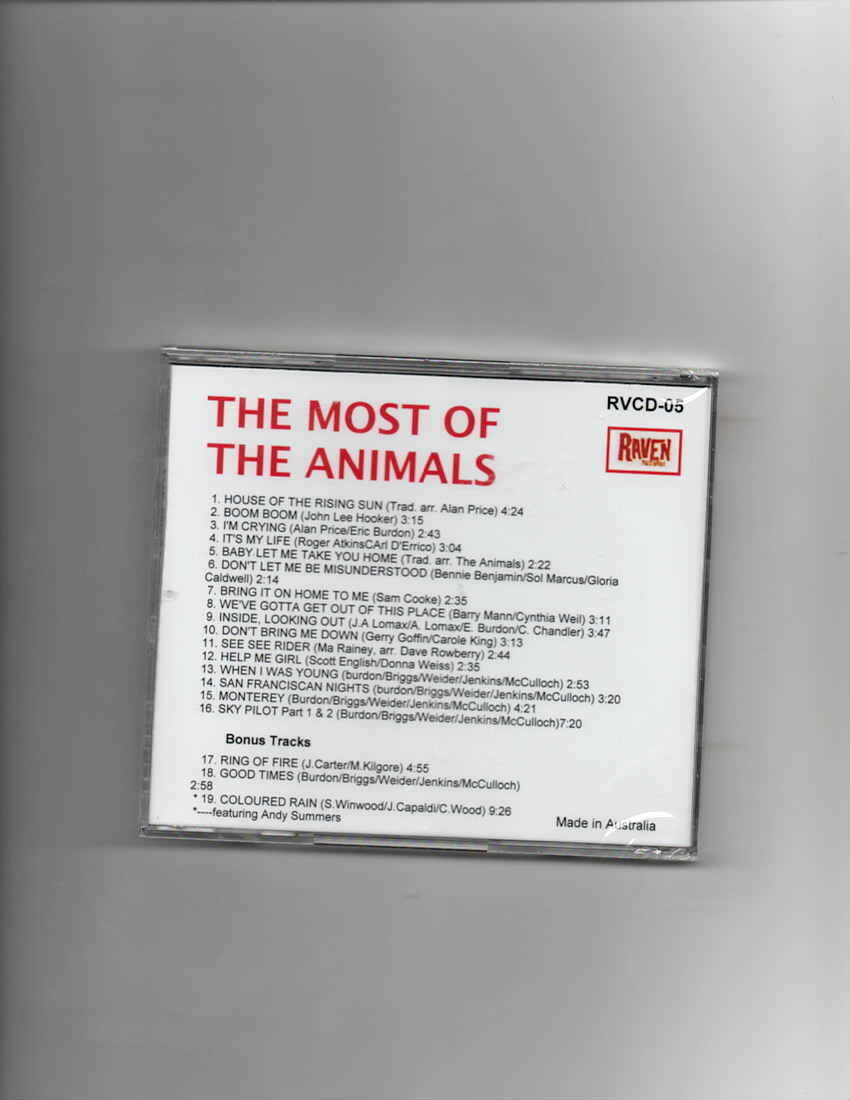 THE MOST OF
THE ANIMALS
RVCD-05
RAVEN
1. HOUSE OF THE RISING SUN (Trad. arr. Alan Price) 4:24
2. BOOM BOOM (John Lee Hooker) 3:15
3. I'M CRYING (Alan Price/Eric Burdon) 2:43
4. IT'S MY LIFE (Roger AtkinsCArl D'Errico) 3:04
5. BABY LET ME TAKE YOU HOME (Trad. arr. The Animals) 2:22
6. DON'T LET ME BE MISUNDERSTOOD (Bennie Benjamin/Sol Marcus/Gloria
Caldwell) 2:14
7. BRING IT ON HOME TO ME (Sam Cooke) 2:35
8. WE'VE GOTTA GET OUT OF THIS PLACE (Barry Mann/Cynthia Weil) 3:11
9. INSIDE, LOOKING OUT (J.A Lomax/A. Lomax/E. Burdon/C. Chandler) 3:47
10. DON'T BRING ME DOWN (Gerry Goffin/Carole King) 3:13
11. SEE SEE RIDER (Ma Rainey, arr. Dave Rowberry) 2:44
12. HELP ME GIRL (Scott English/Donna Weiss) 2:35
13. WHEN I WAS YOUNG (burdon/Briggs/Weider/Jenkins/McCulloch) 2:53
14. SAN FRANCISCAN NIGHTS (burdon/Briggs/Weider/Jenkins/McCulloch) 3:20
15. MONTEREY (Burdon/Briggs/Weider/Jenkins/McCulloch) 4:21
16. SKY PILOT Part 1 & 2 (Burdon/Briggs/Weider/Jenkins/McCulloch)7:20
Bonus Tracks
17. RING OF FIRE (J.Carter/M.Kilgore) 4:55
18. GOOD TIMES (Burdon/Briggs/Weider/Jenkins/McCulloch)
2:58
* 19. COLOURED RAIN (S.Winwood/J.Capaldi/C.Wood) 9:26
*----featuring Andy Summers
Made in Australia